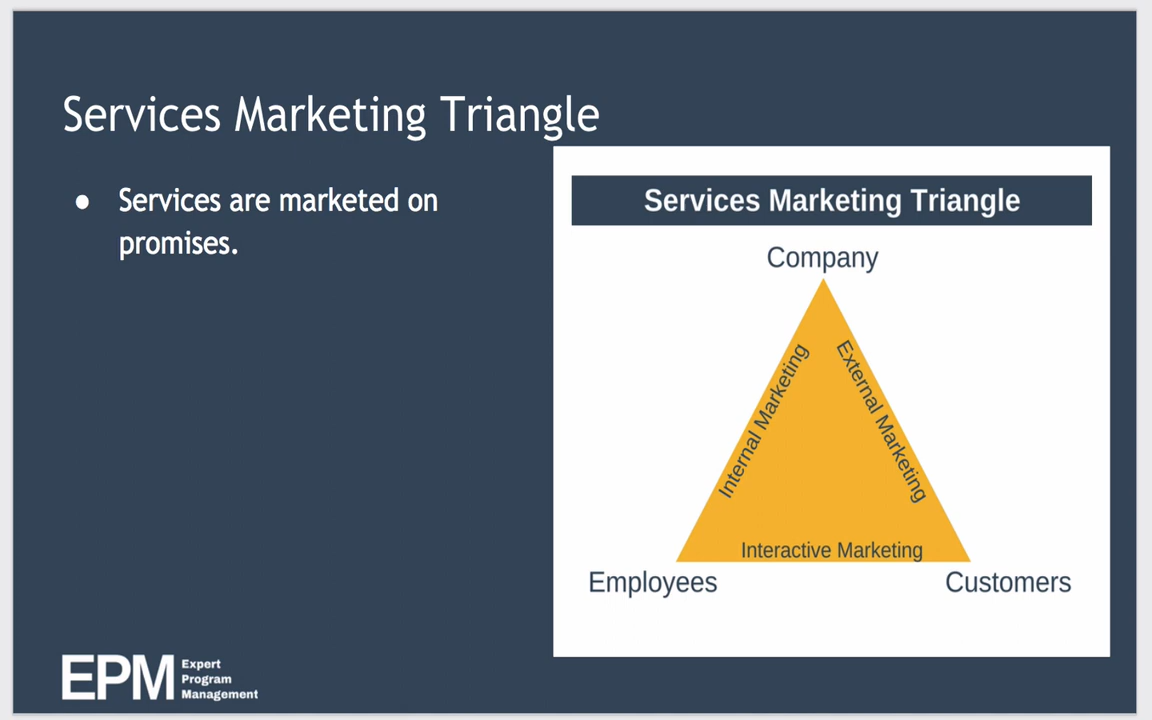 Services Marketing Triangle
● Services are marketed on
promises.
Services Marketing Triangle
Company
Internal Marketing
External Marketing
Interactive Marketing
Employees
Customers
EPM
Expert
Program
Management